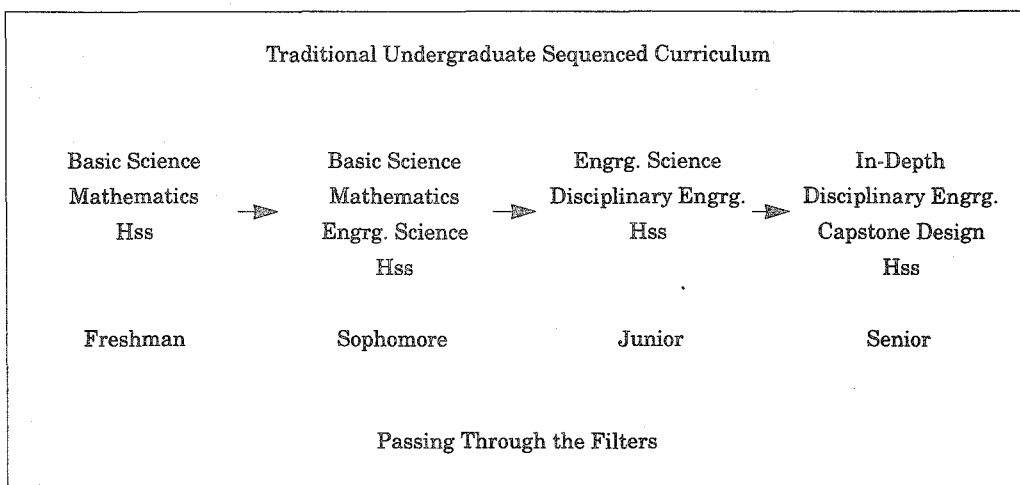 Traditional Undergraduate Sequenced Curriculum
Basic Science
Mathematics
Hss
Freshman
Basic Science
Mathematics
Engrg. Science
Hss
Sophomore
Engrg. Science
Disciplinary Engrg.
Hss
Junior
In-Depth
Disciplinary Engrg.
Capstone Design
Hss
Senior
Passing Through the Filters